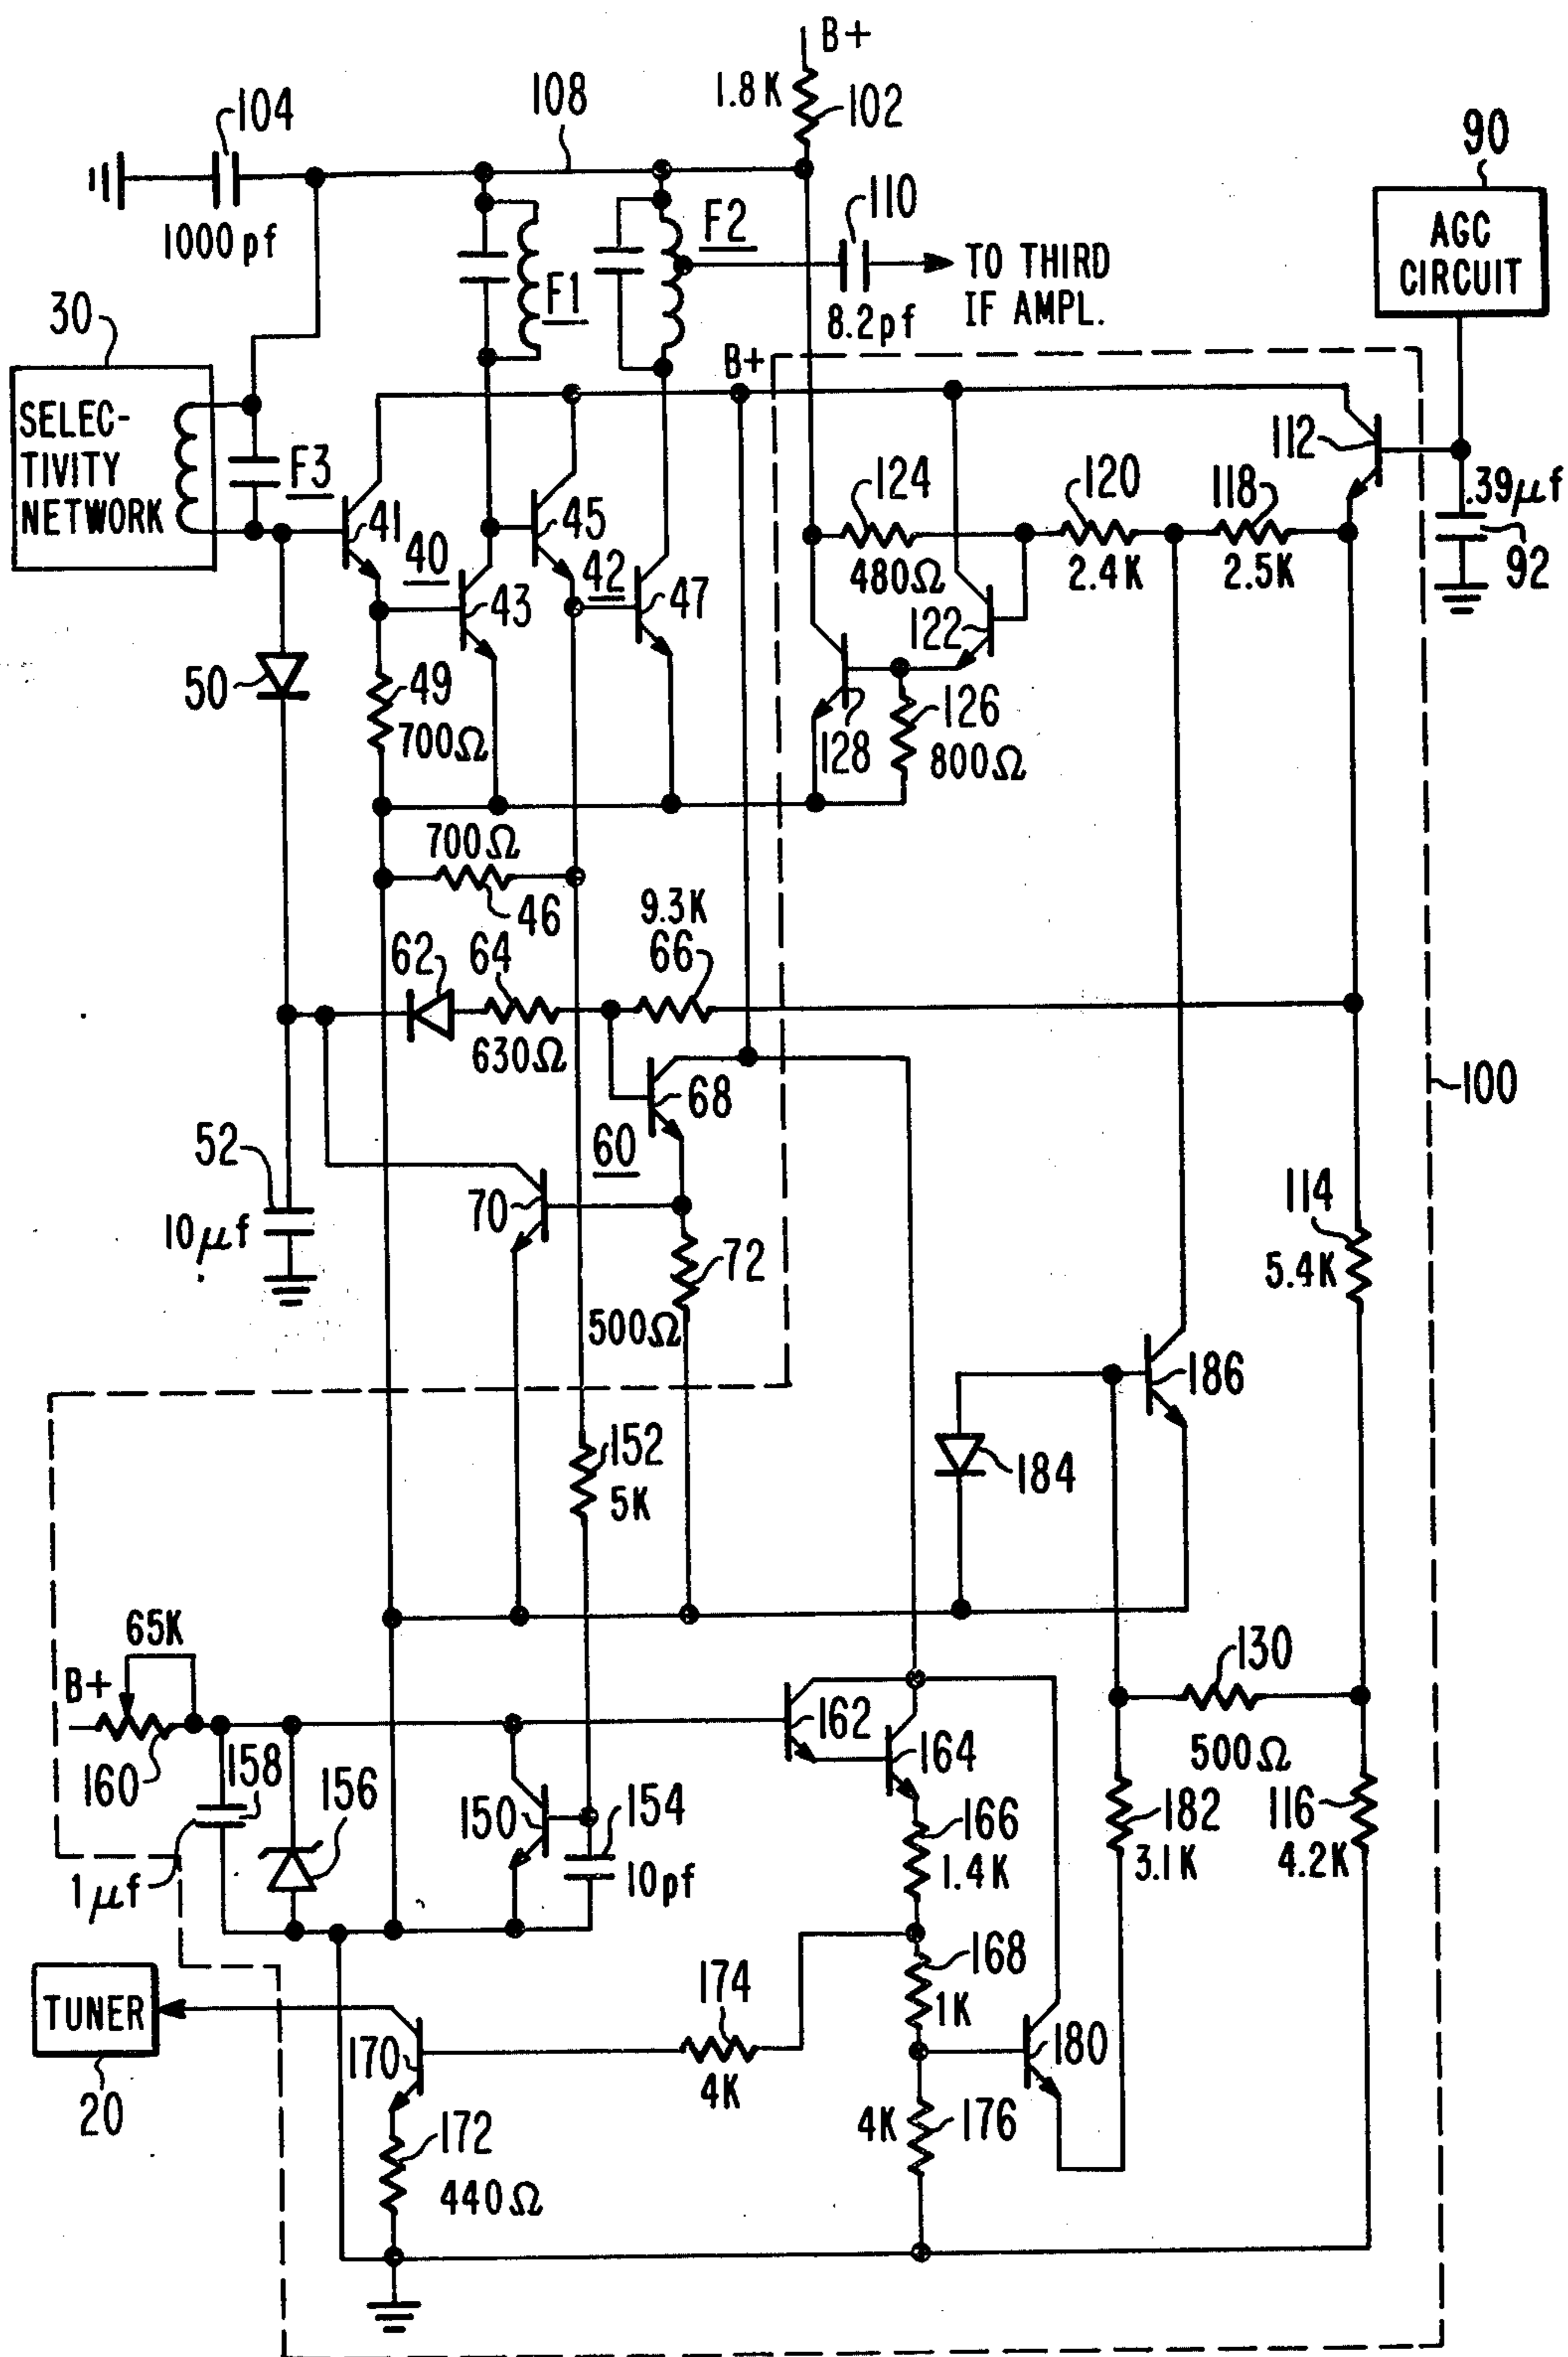 B+
1.8K
102
104
108
90
1000 pf
110
AGC
CIRCUIT
F2
TO THIRD
IF AMPL.
8.2pf
F1
30
B+
SELEC-
TIVITY
NETWORK
F3
112
.39μf
92
41
40
45
42
43
47
124
480Ω
120
2.4K
118
2.5K
122
50
49
700Ω
128
126
800Ω
700Ω
46
9.3K
66
62
64
630Ω
68
60
100
52
10μf
70
72
500Ω
114
5.4K
186
152
5K
184
65K
B+
160
158
1μf
156
150
154
10pf
162
164
130
500Ω
166
1.4K
182
3.1K
116
4.2K
168
1K
174
4K
TUNER
20
170
180
172
440Ω
4K
176